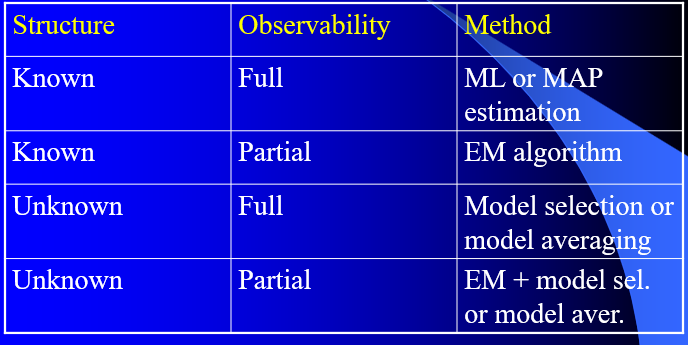 Structure Observability Method
Known Full ML or MAP
estimation
Known Partial EM algorithm
Unknown Full Model selection or
model averaging
Unknown Partial EM + model sel.
or model aver.